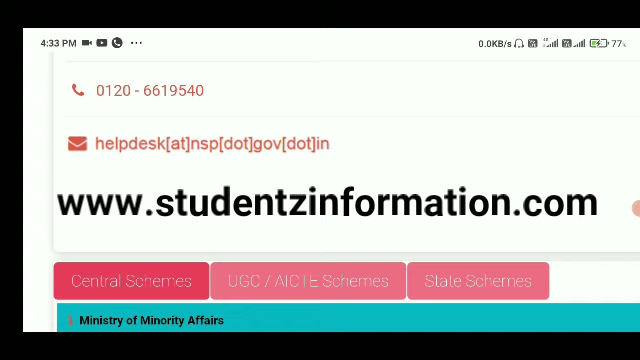 4:33 PM ... 0.0KB/s 77%
0120 - 6619540
helpdesk[at]nsp[dot]gov[dot]in
www.studentzinformation.com
Central Schemes UGC / AICTE Schemes State Schemes
Ministry of Minority Affairs